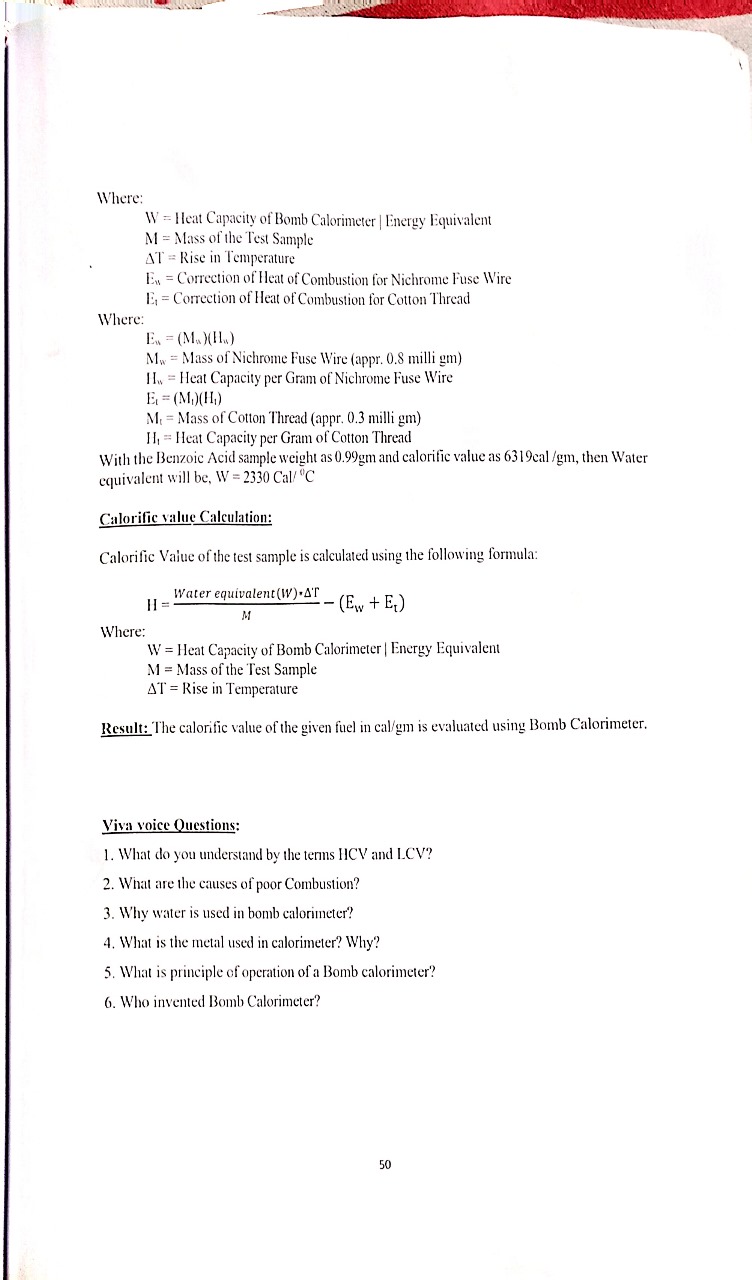 Where:
W = Heat Capacity of Bomb Calorimeter | Energy Equivalent
M = Mass of the Test Sample
ΔT = Rise in Temperature
E_w = Correction of Heat of Combustion for Nichrome Fuse Wire
E_t = Correction of Heat of Combustion for Cotton Thread
Where:
E_w = (M_w)(H_w)
M_w = Mass of Nichrome Fuse Wire (appr. 0.8 milli gm)
H_w = Heat Capacity per Gram of Nichrome Fuse Wire
E_t = (M_t)(H_t)
M_t = Mass of Cotton Thread (appr. 0.3 milli gm)
H_t = Heat Capacity per Gram of Cotton Thread
With the Benzoic Acid sample weight as 0.99gm and calorific value as 6319cal /gm, then Water
equivalent will be, W = 2330 Cal/ ⁰C
Calorific value Calculation:
Calorific Value of the test sample is calculated using the following formula:
H = Water equivalent(W)*ΔT / M − (E_w + E_t)
Where:
W = Heat Capacity of Bomb Calorimeter | Energy Equivalent
M = Mass of the Test Sample
ΔT = Rise in Temperature
Result: The calorific value of the given fuel in cal/gm is evaluated using Bomb Calorimeter.
Viva voice Questions:
1. What do you understand by the terms HCV and LCV?
2. What are the causes of poor Combustion?
3. Why water is used in bomb calorimeter?
4. What is the metal used in calorimeter? Why?
5. What is principle of operation of a Bomb calorimeter?
6. Who invented Bomb Calorimeter?
50